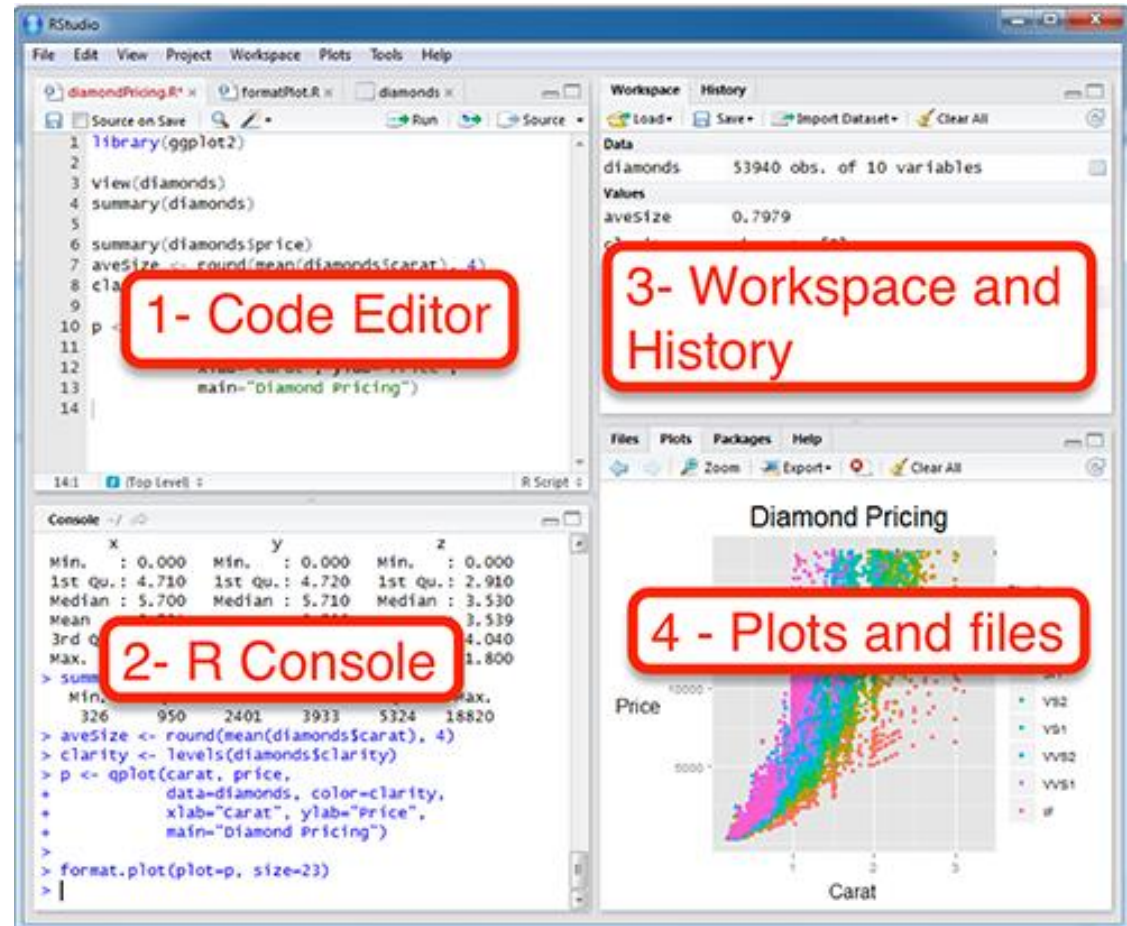 RStudio
File Edit View Project Workspace Plots Tools Help
diamondPricing.R* × formatPlot.R × diamonds ×
Source on Save Run Source
1 library(ggplot2)
2
3 view(diamonds)
4 summary(diamonds)
5
6 summary(diamonds$price)
7 aveSize <- round(mean(diamonds$carat), 4)
8 cla
9
10 p <
11
12 xlab="Carat", ylab="Price",
13 main="Diamond Pricing")
14
1- Code Editor
14:1 (Top Level) R Script
Console ~/
x y z
Min. : 0.000 Min. : 0.000 Min. : 0.000
1st Qu.: 4.710 1st Qu.: 4.720 1st Qu.: 2.910
Median : 5.700 Median : 5.710 Median : 3.530
Mean 3.539
3rd Q 4.040
Max. 1.800
2- R Console
> summ
Min. Max.
326 950 2401 3933 5324 18820
> aveSize <- round(mean(diamonds$carat), 4)
> clarity <- levels(diamonds$clarity)
> p <- qplot(carat, price,
+ data=diamonds, color=clarity,
+ xlab="Carat", ylab="Price",
+ main="Diamond Pricing")
>
> format.plot(plot=p, size=23)
>
Workspace History
Load Save Import Dataset Clear All
Data
diamonds 53940 obs. of 10 variables
Values
aveSize 0.7979
3- Workspace and
History
Files Plots Packages Help
Zoom Export Clear All
Diamond Pricing
4 - Plots and files
Price
10000
5000
VS2
VS1
VVS2
VVS1
IF
1 2 3
Carat